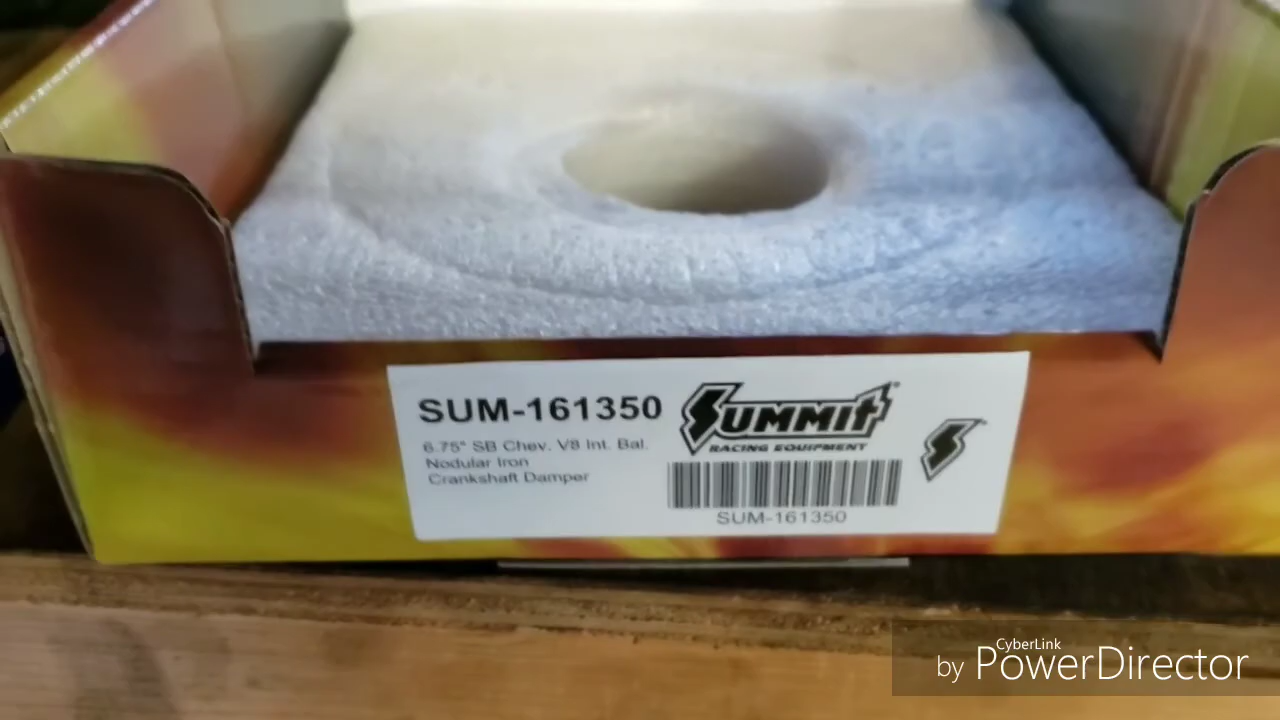 SUM-161350
6.75" SB Chev. V8 Int. Bal.
Nodular Iron
Crankshaft Damper
SUMMIT
RACING EQUIPMENT
SUM-161350
CyberLink
by PowerDirector